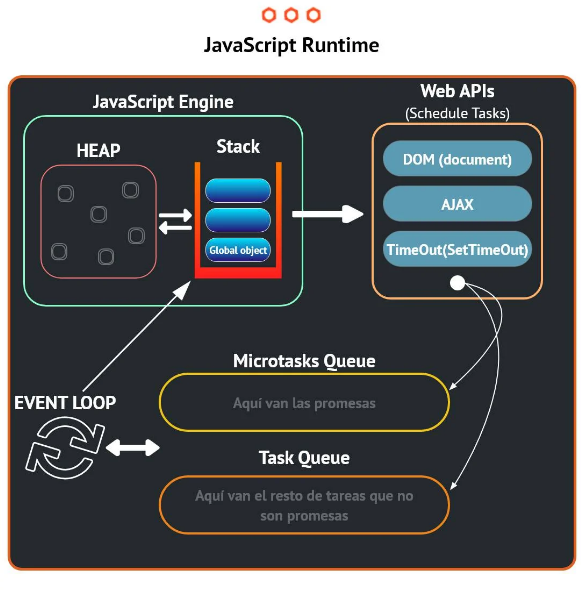 JavaScript Runtime
JavaScript Engine
HEAP
Stack
Global object
Web APIs
(Schedule Tasks)
DOM (document)
AJAX
TimeOut(SetTimeOut)
EVENT LOOP
Microtasks Queue
Aquí van las promesas
Task Queue
Aquí van el resto de tareas que no
son promesas